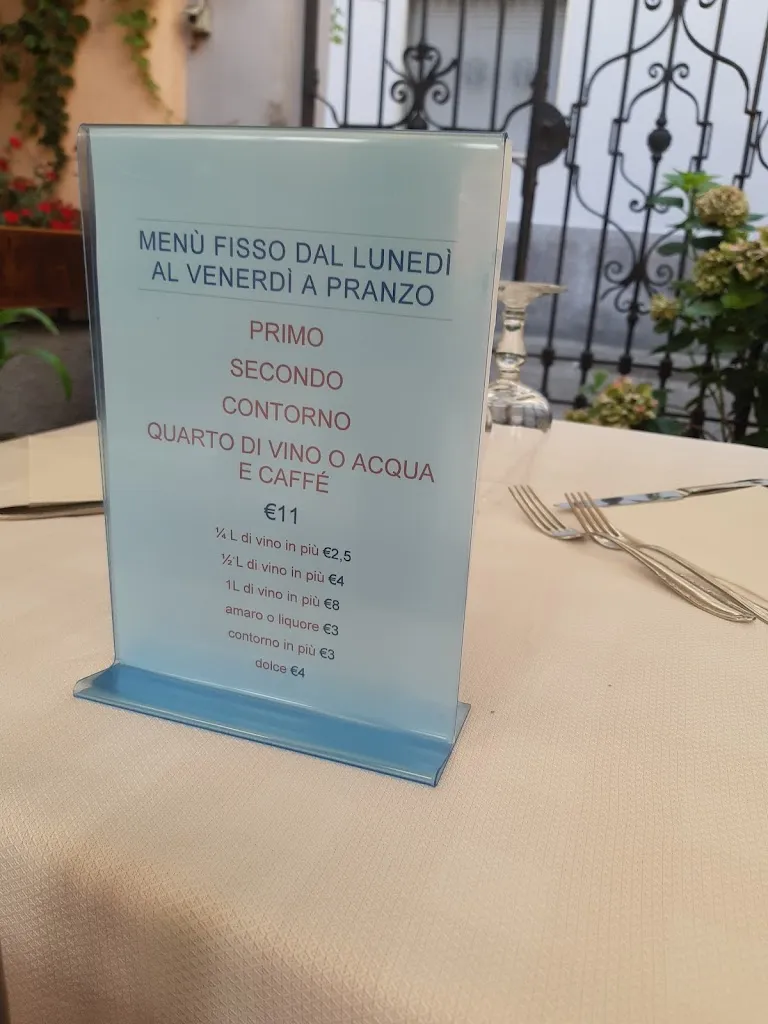 MENÙ FISSO DAL LUNEDÌ
AL VENERDÌ A PRANZO
PRIMO
SECONDO
CONTORNO
QUARTO DI VINO O ACQUA
E CAFFÉ
€11
¼ L di vino in più €2,5
½ L di vino in più €4
1L di vino in più €8
amaro o liquore €3
contorno in più €3
dolce €4